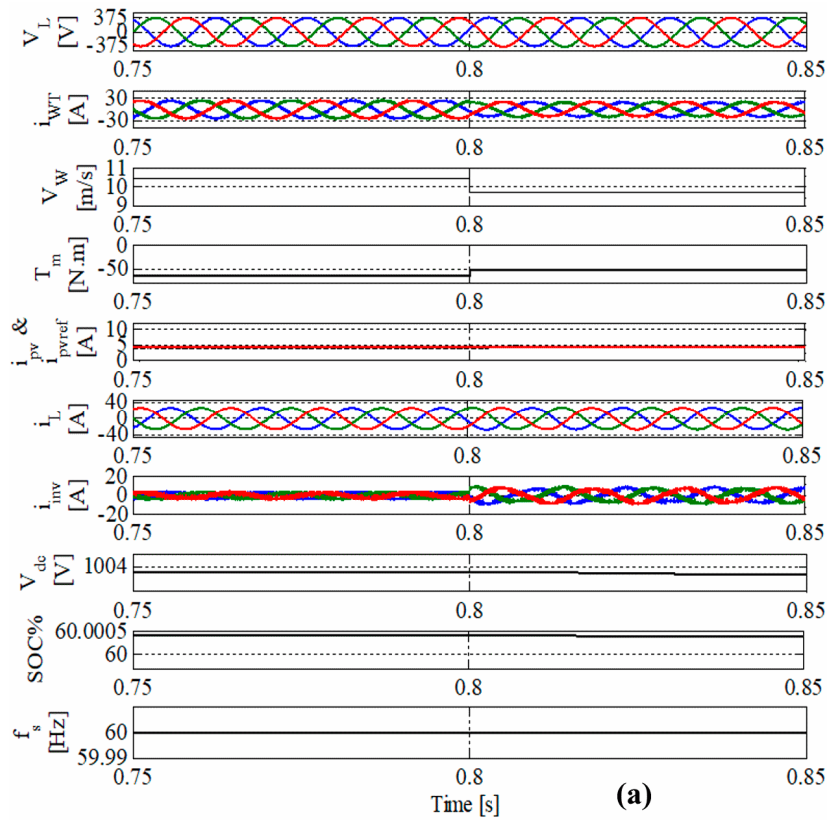 V_L [V]
375
0
-375
0.75 0.8 0.85
i_WT [A]
30
-30
0.75 0.8 0.85
V_W [m/s]
11
10
9
0.75 0.8 0.85
T_m [N.m]
0
-50
0.75 0.8 0.85
i_pv & i_pvref [A]
10
5
0
0.75 0.8 0.85
i_L [A]
40
0
-40
0.75 0.8 0.85
i_inv [A]
20
0
-20
0.75 0.8 0.85
V_dc [V]
1004
0.75 0.8 0.85
SOC%
60.0005
60
0.75 0.8 0.85
f_s [Hz]
60
59.99
0.75 0.8 0.85
Time [s]
(a)